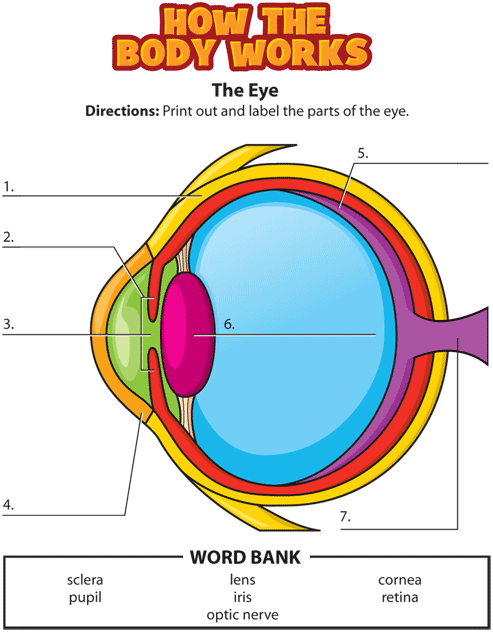 HOW THE
BODY WORKS
The Eye
Directions: Print out and label the parts of the eye.
5.
1.
2.
3.
6.
4.
7.
WORD BANK
sclera lens cornea
pupil iris retina
optic nerve